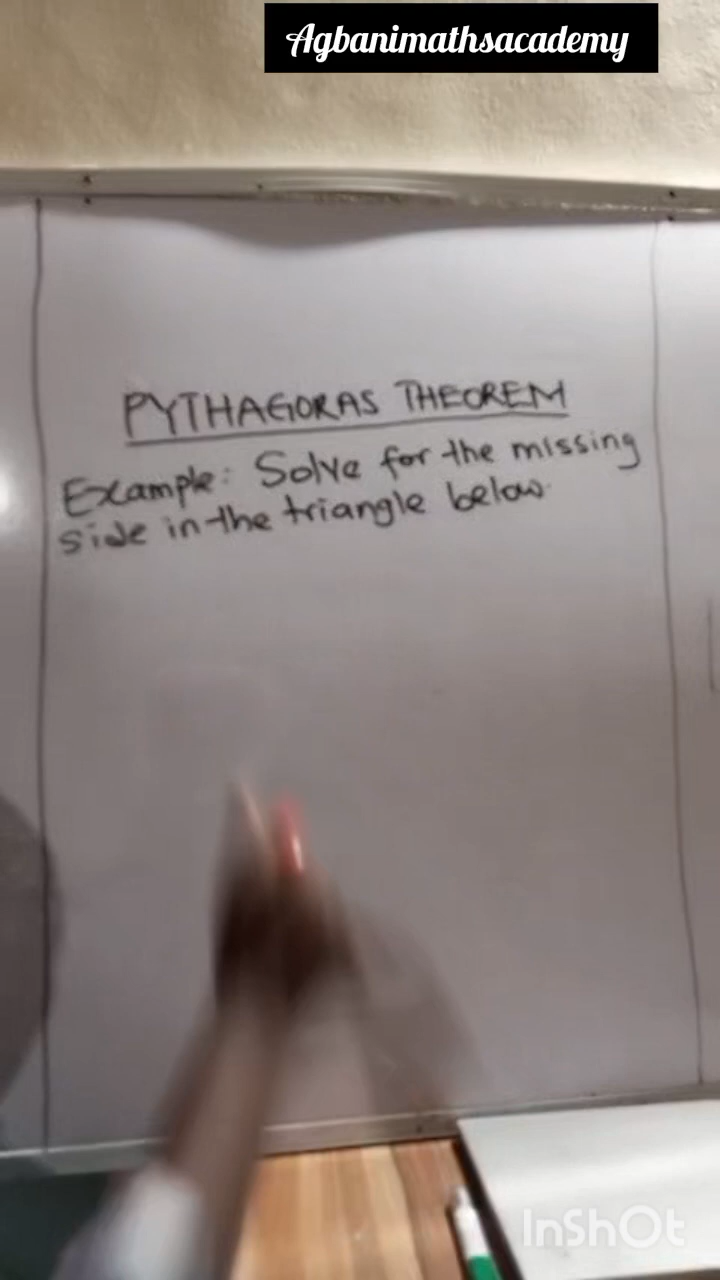 Agbanimathsacademy
PYTHAGORAS THEOREM
Example: Solve for the missing
side in the triangle below.
InShOt